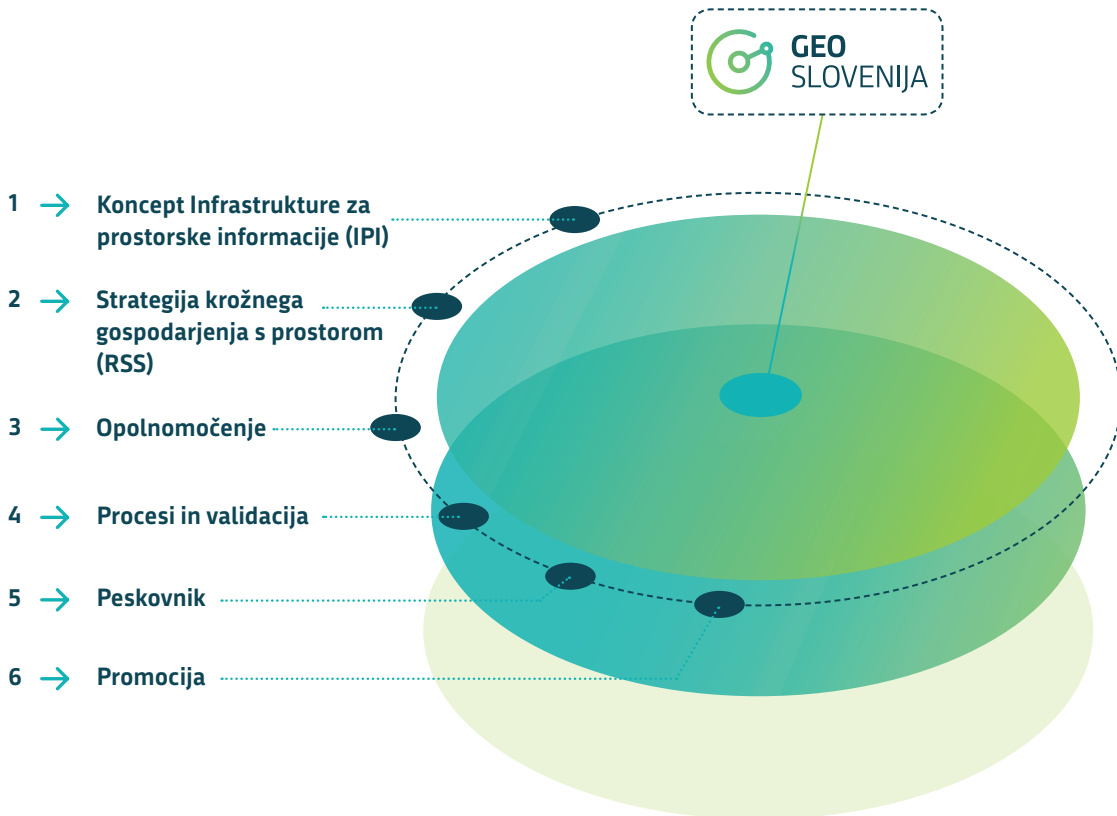 GEO
SLOVENIJA
1 → Koncept Infrastrukture za
prostorske informacije (IPI)
2 → Strategija krožnega
gospodarjenja s prostorom
(RSS)
3 → Opolnomočenje
4 → Procesi in validacija
5 → Peskovnik
6 → Promocija